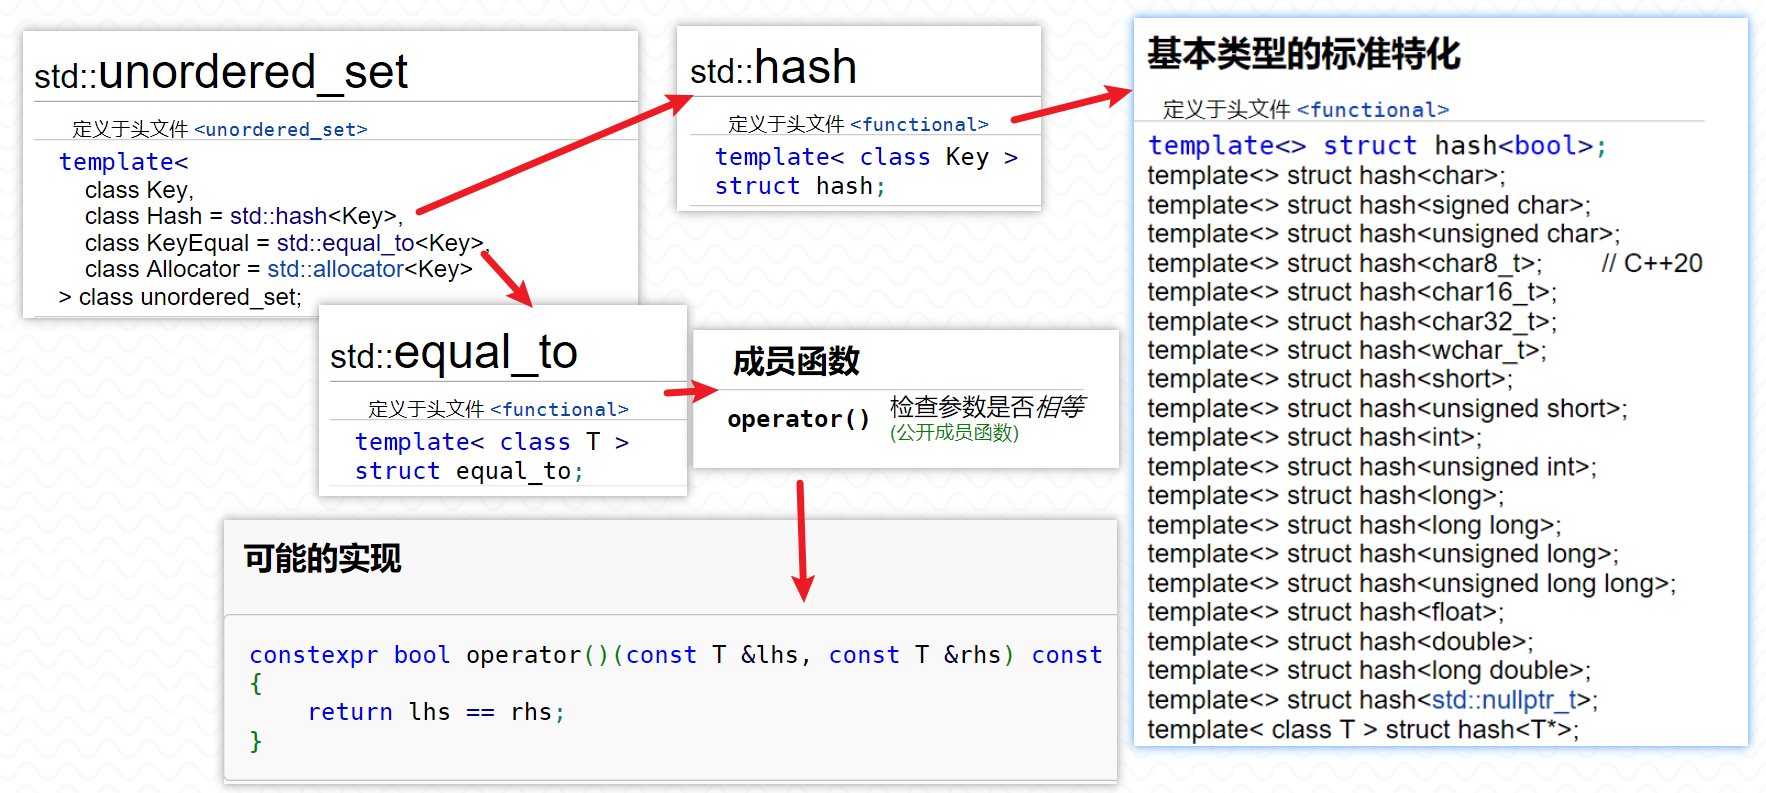 std::unordered_set
定义于头文件 <unordered_set>
template<
class Key,
class Hash = std::hash<Key>,
class KeyEqual = std::equal_to<Key>,
class Allocator = std::allocator<Key>
> class unordered_set;
std::hash
定义于头文件 <functional>
template< class Key >
struct hash;
std::equal_to
定义于头文件 <functional>
template< class T >
struct equal_to;
成员函数
operator() 检查参数是否相等
(公开成员函数)
可能的实现
constexpr bool operator()(const T &lhs, const T &rhs) const
{
return lhs == rhs;
}
基本类型的标准特化
定义于头文件 <functional>
template<> struct hash<bool>;
template<> struct hash<char>;
template<> struct hash<signed char>;
template<> struct hash<unsigned char>;
template<> struct hash<char8_t>; // C++20
template<> struct hash<char16_t>;
template<> struct hash<char32_t>;
template<> struct hash<wchar_t>;
template<> struct hash<short>;
template<> struct hash<unsigned short>;
template<> struct hash<int>;
template<> struct hash<unsigned int>;
template<> struct hash<long>;
template<> struct hash<long long>;
template<> struct hash<unsigned long>;
template<> struct hash<unsigned long long>;
template<> struct hash<float>;
template<> struct hash<double>;
template<> struct hash<long double>;
template<> struct hash<std::nullptr_t>;
template< class T > struct hash<T*>;